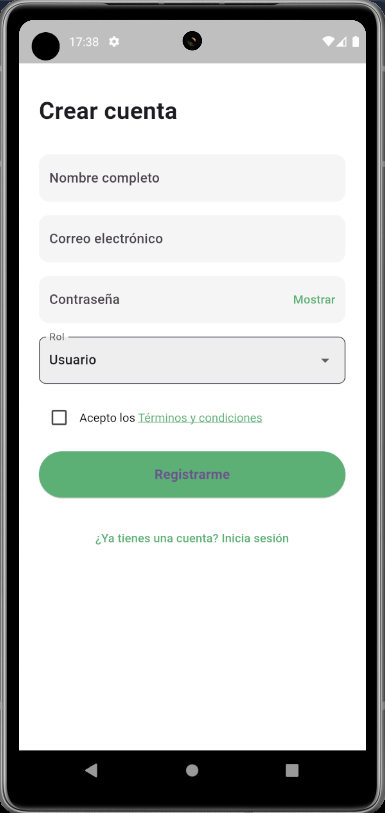 17:38
Crear cuenta
Nombre completo
Correo electrónico
Contraseña Mostrar
Rol
Usuario
Acepto los Términos y condiciones
Registrarme
¿Ya tienes una cuenta? Inicia sesión